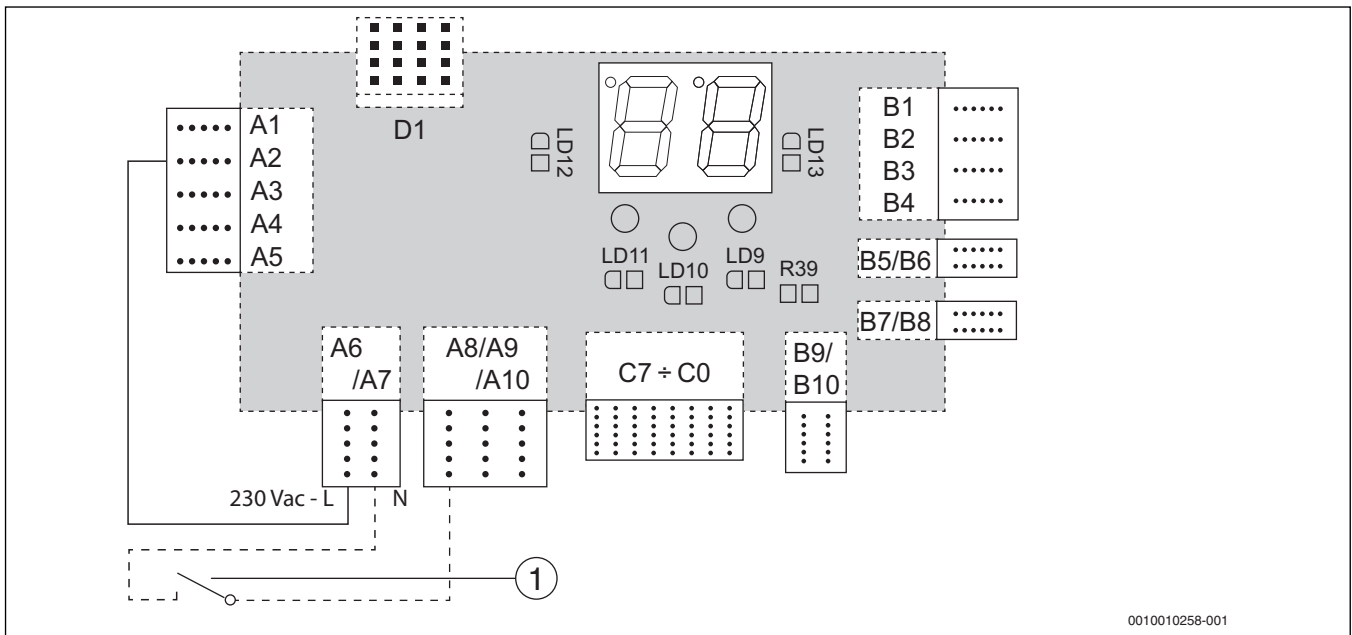 D1
A1
A2
A3
A4
A5
LD12
LD13
B1
B2
B3
B4
LD11
LD10
LD9
R39
B5/B6
B7/B8
A6
/A7
A8/A9
/A10
C7 ÷ C0
B9/
B10
230 Vac - L
N
1
0010010258-001